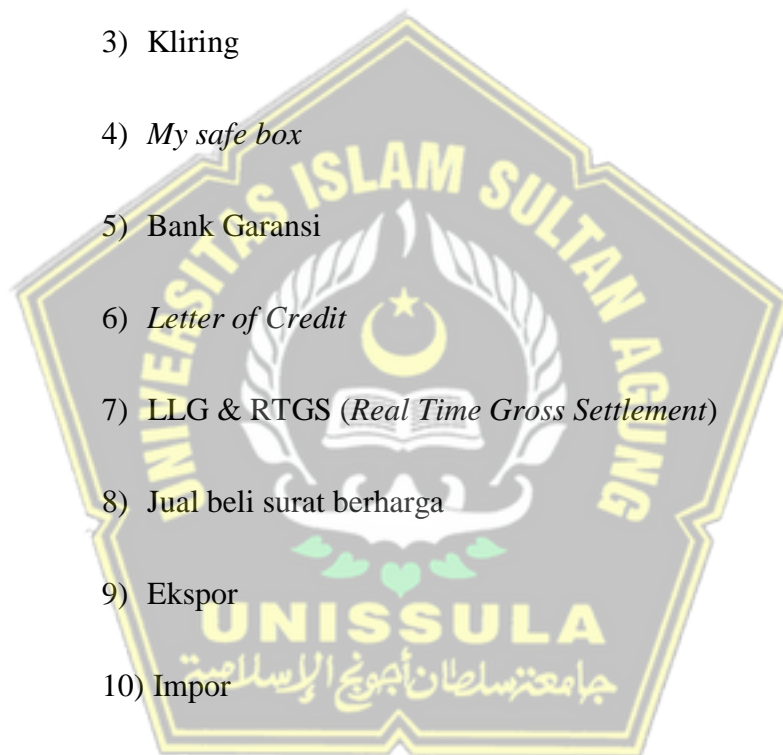 3) Kliring
4) My safe box
UNIVERSITAS ISLAM SULTAN AGUNG
5) Bank Garansi
6) Letter of Credit
7) LLG & RTGS (Real Time Gross Settlement)
8) Jual beli surat berharga
9) Ekspor
UNISSULA
جامعة سلطان أجونج الإسلامية
10) Impor